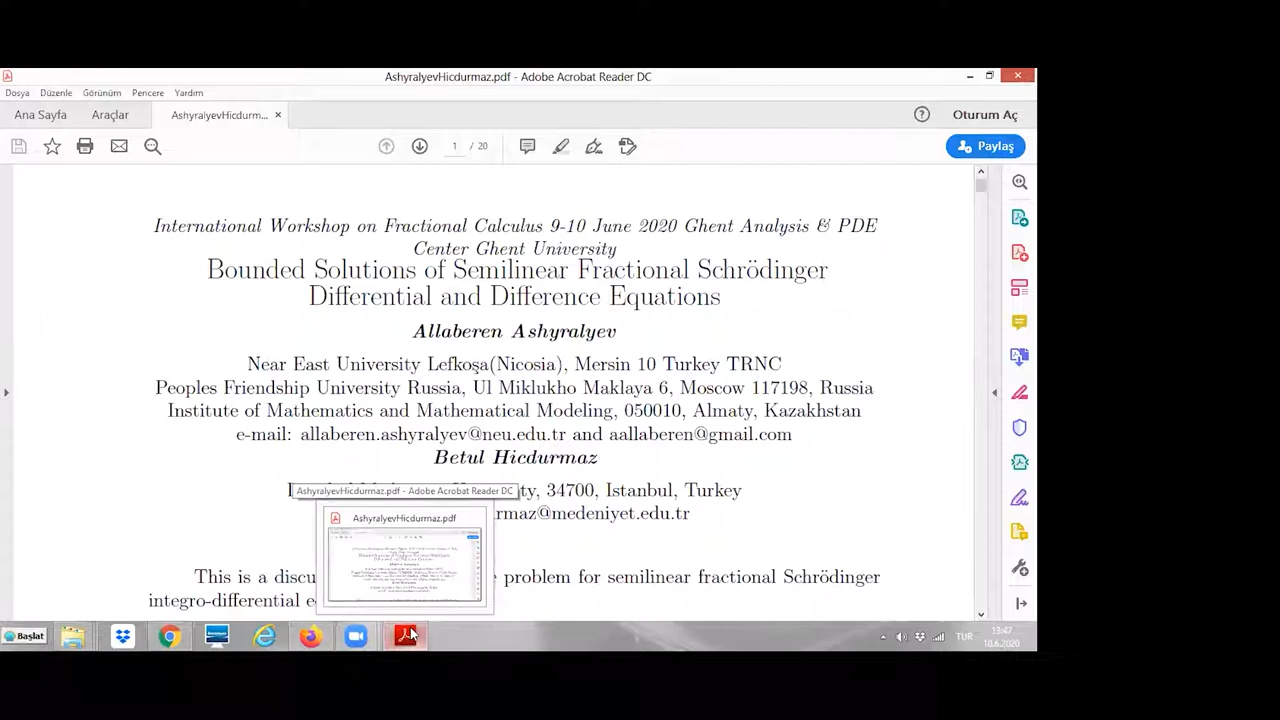 AshyralyevHicdurmaz.pdf - Adobe Acrobat Reader DC
Dosya Düzenle Görünüm Pencere Yardım
Ana Sayfa Araçlar AshyralyevHicdurm... × Oturum Aç
1 / 20 Paylaş
International Workshop on Fractional Calculus 9-10 June 2020 Ghent Analysis & PDE
Center Ghent University
Bounded Solutions of Semilinear Fractional Schrödinger
Differential and Difference Equations
Allaberen Ashyralyev
Near East University Lefkoşa(Nicosia), Mersin 10 Turkey TRNC
Peoples Friendship University Russia, Ul Miklukho Maklaya 6, Moscow 117198, Russia
Institute of Mathematics and Mathematical Modeling, 050010, Almaty, Kazakhstan
e-mail: allaberen.ashyralyev@neu.edu.tr and aallaberen@gmail.com
Betul Hicdurmaz
34700, Istanbul, Turkey
AshyralyevHicdurmaz.pdf - Adobe Acrobat Reader DC
AshyralyevHicdurmaz.pdf
rmaz@medeniyet.edu.tr
This is a problem for semilinear fractional Schrödinger
integro-differential
Başlat TUR 13:47
10.6.2020